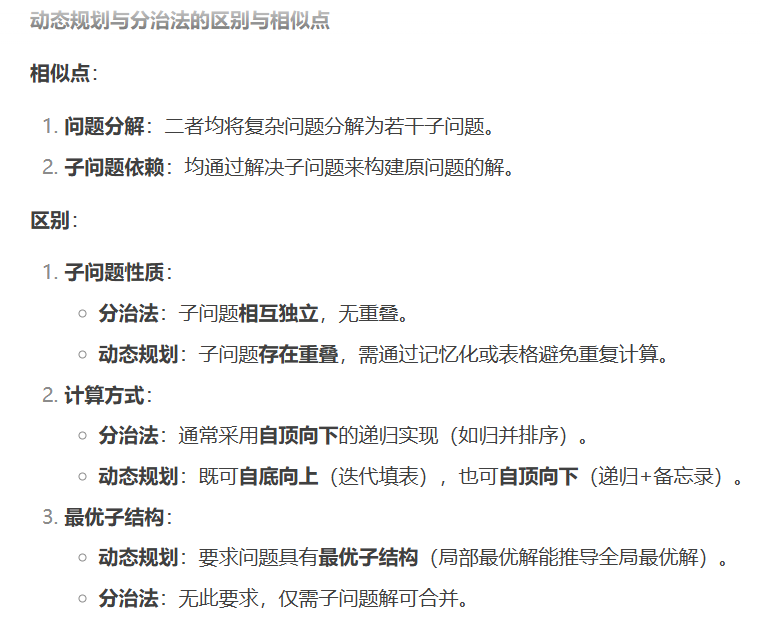 动态规划与分治法的区别与相似点
相似点：
1. 问题分解：二者均将复杂问题分解为若干子问题。
2. 子问题依赖：均通过解决子问题来构建原问题的解。
区别：
1. 子问题性质：
◦ 分治法：子问题相互独立，无重叠。
◦ 动态规划：子问题存在重叠，需通过记忆化或表格避免重复计算。
2. 计算方式：
◦ 分治法：通常采用自顶向下的递归实现（如归并排序）。
◦ 动态规划：既可自底向上（迭代填表），也可自顶向下（递归+备忘录）。
3. 最优子结构：
◦ 动态规划：要求问题具有最优子结构（局部最优解能推导全局最优解）。
◦ 分治法：无此要求，仅需子问题解可合并。